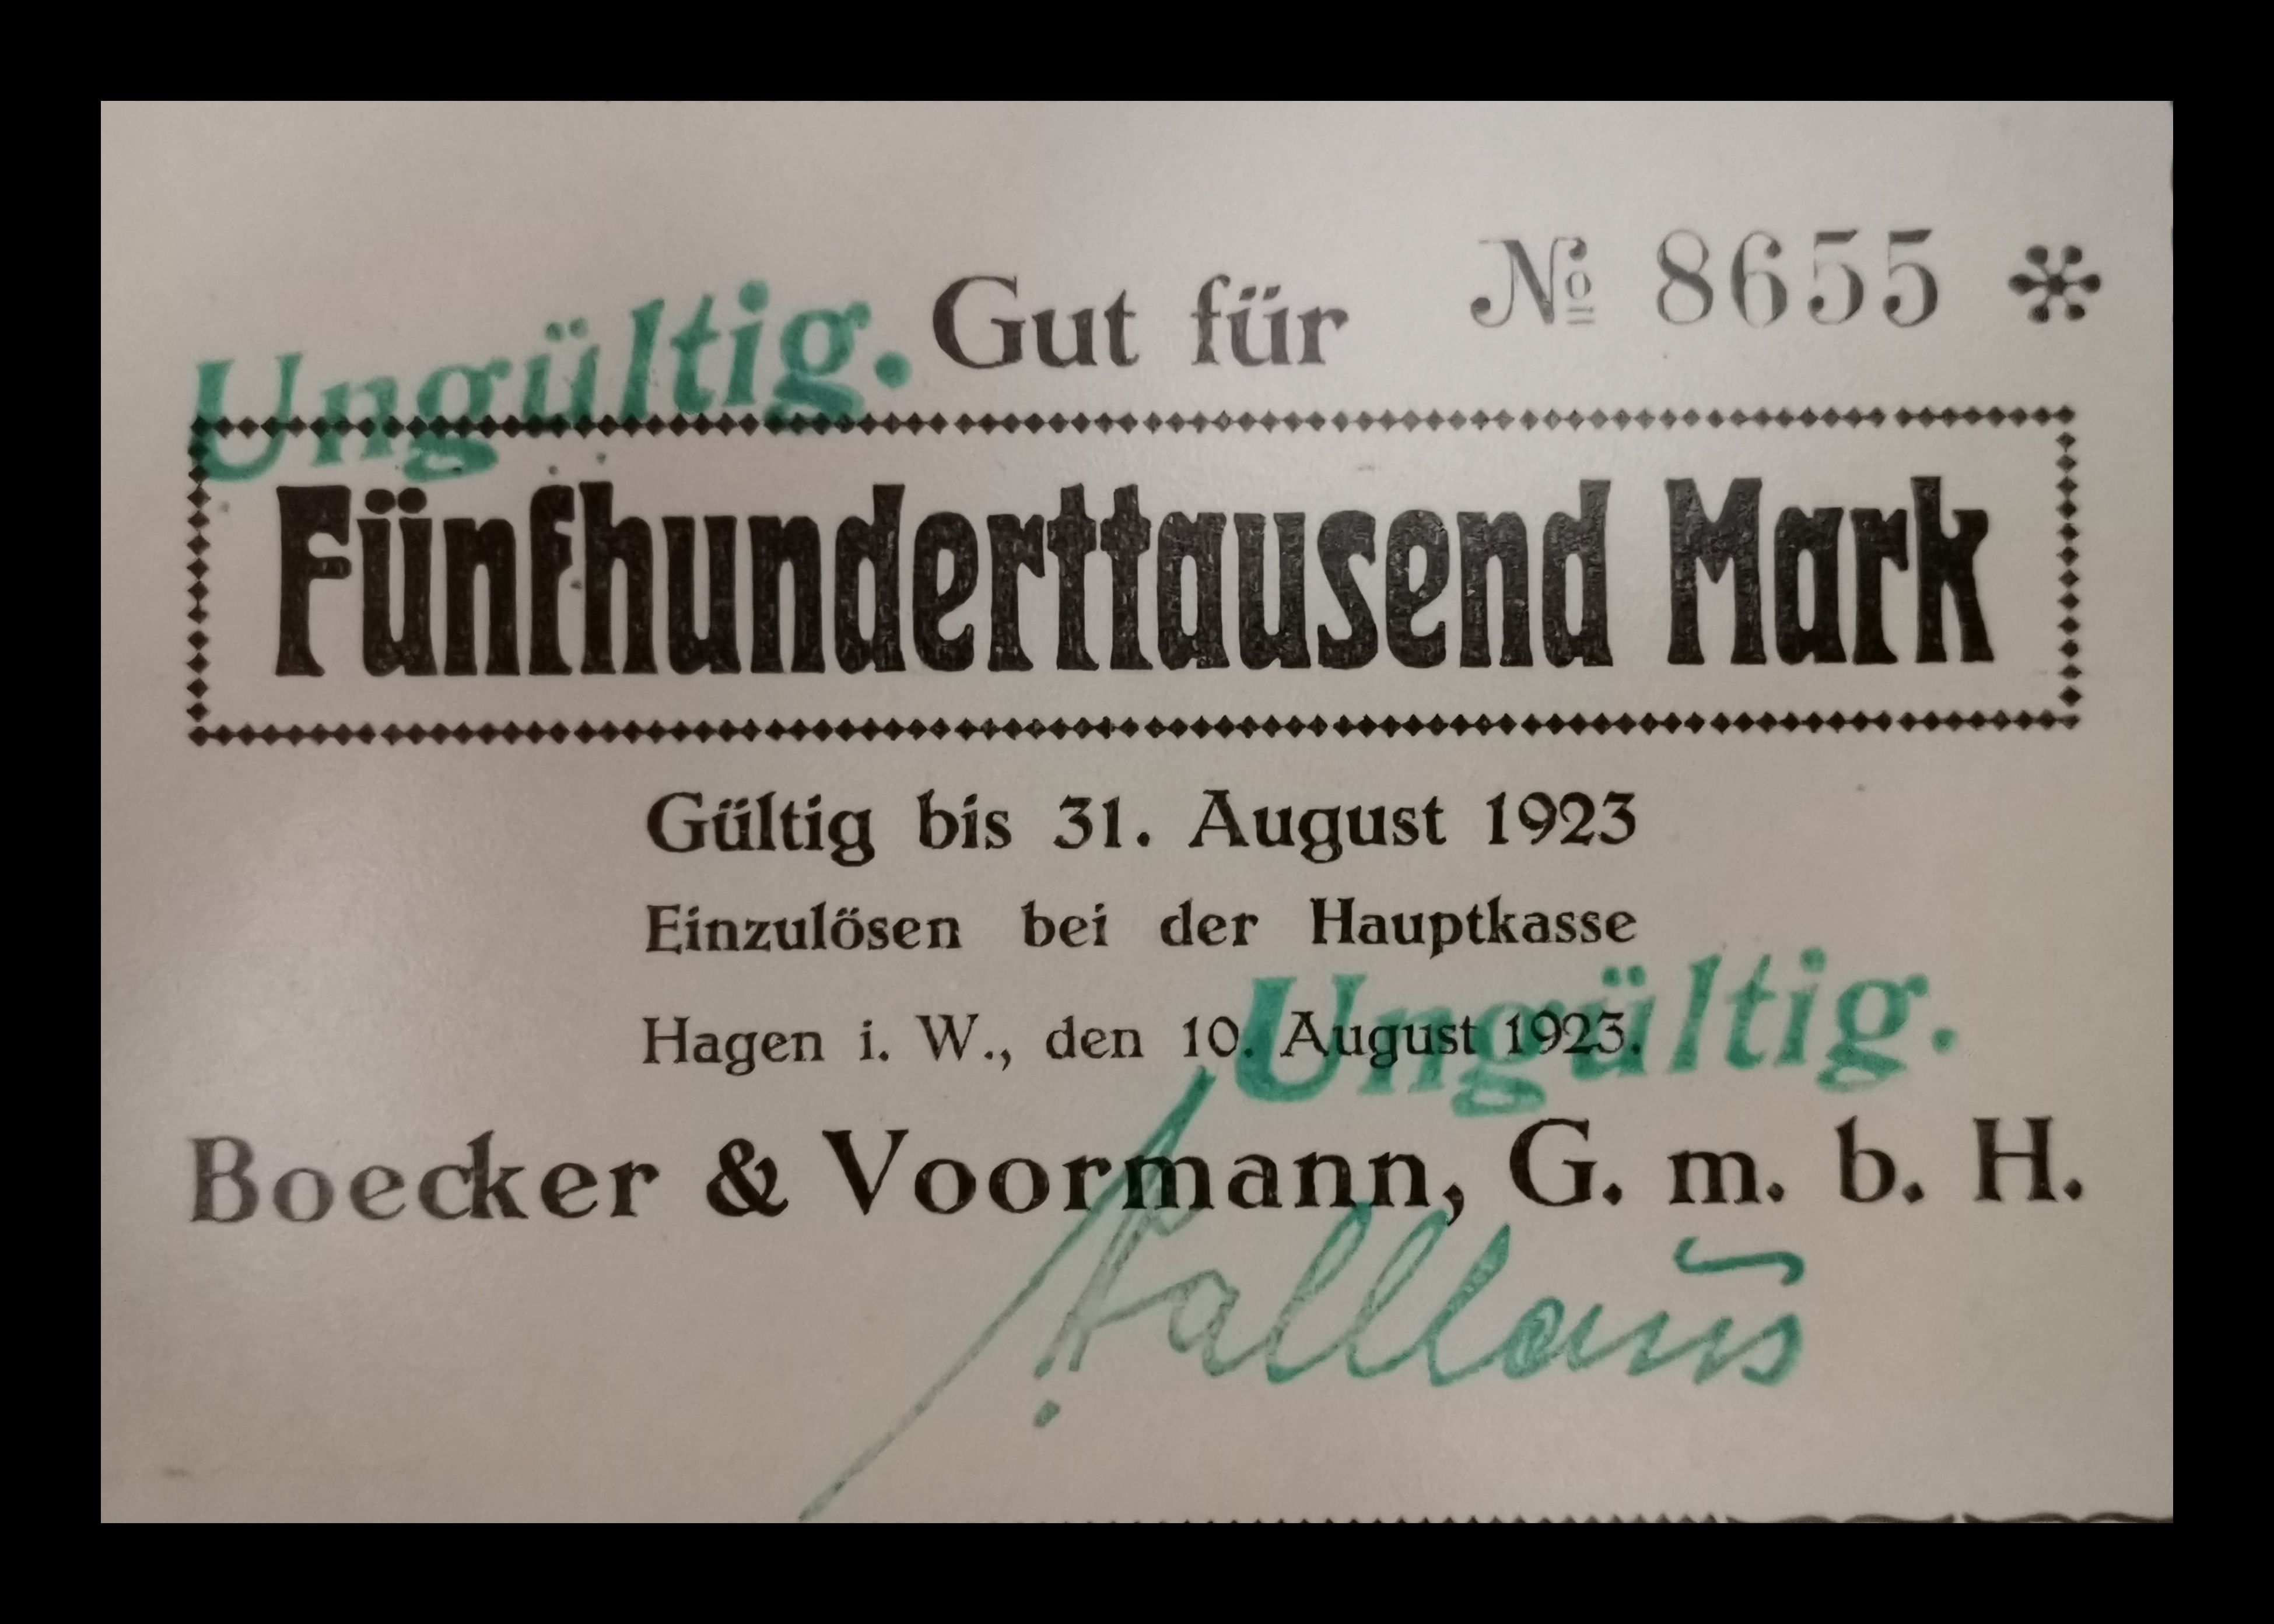 Ungültig. Gut für № 8655 *
Fünfhunderttausend Mark
Gültig bis 31. August 1923
Einzulösen bei der Hauptkasse
Hagen i. W., den 10. August 1923.
Ungültig.
Boecker & Voormann, G. m. b. H.